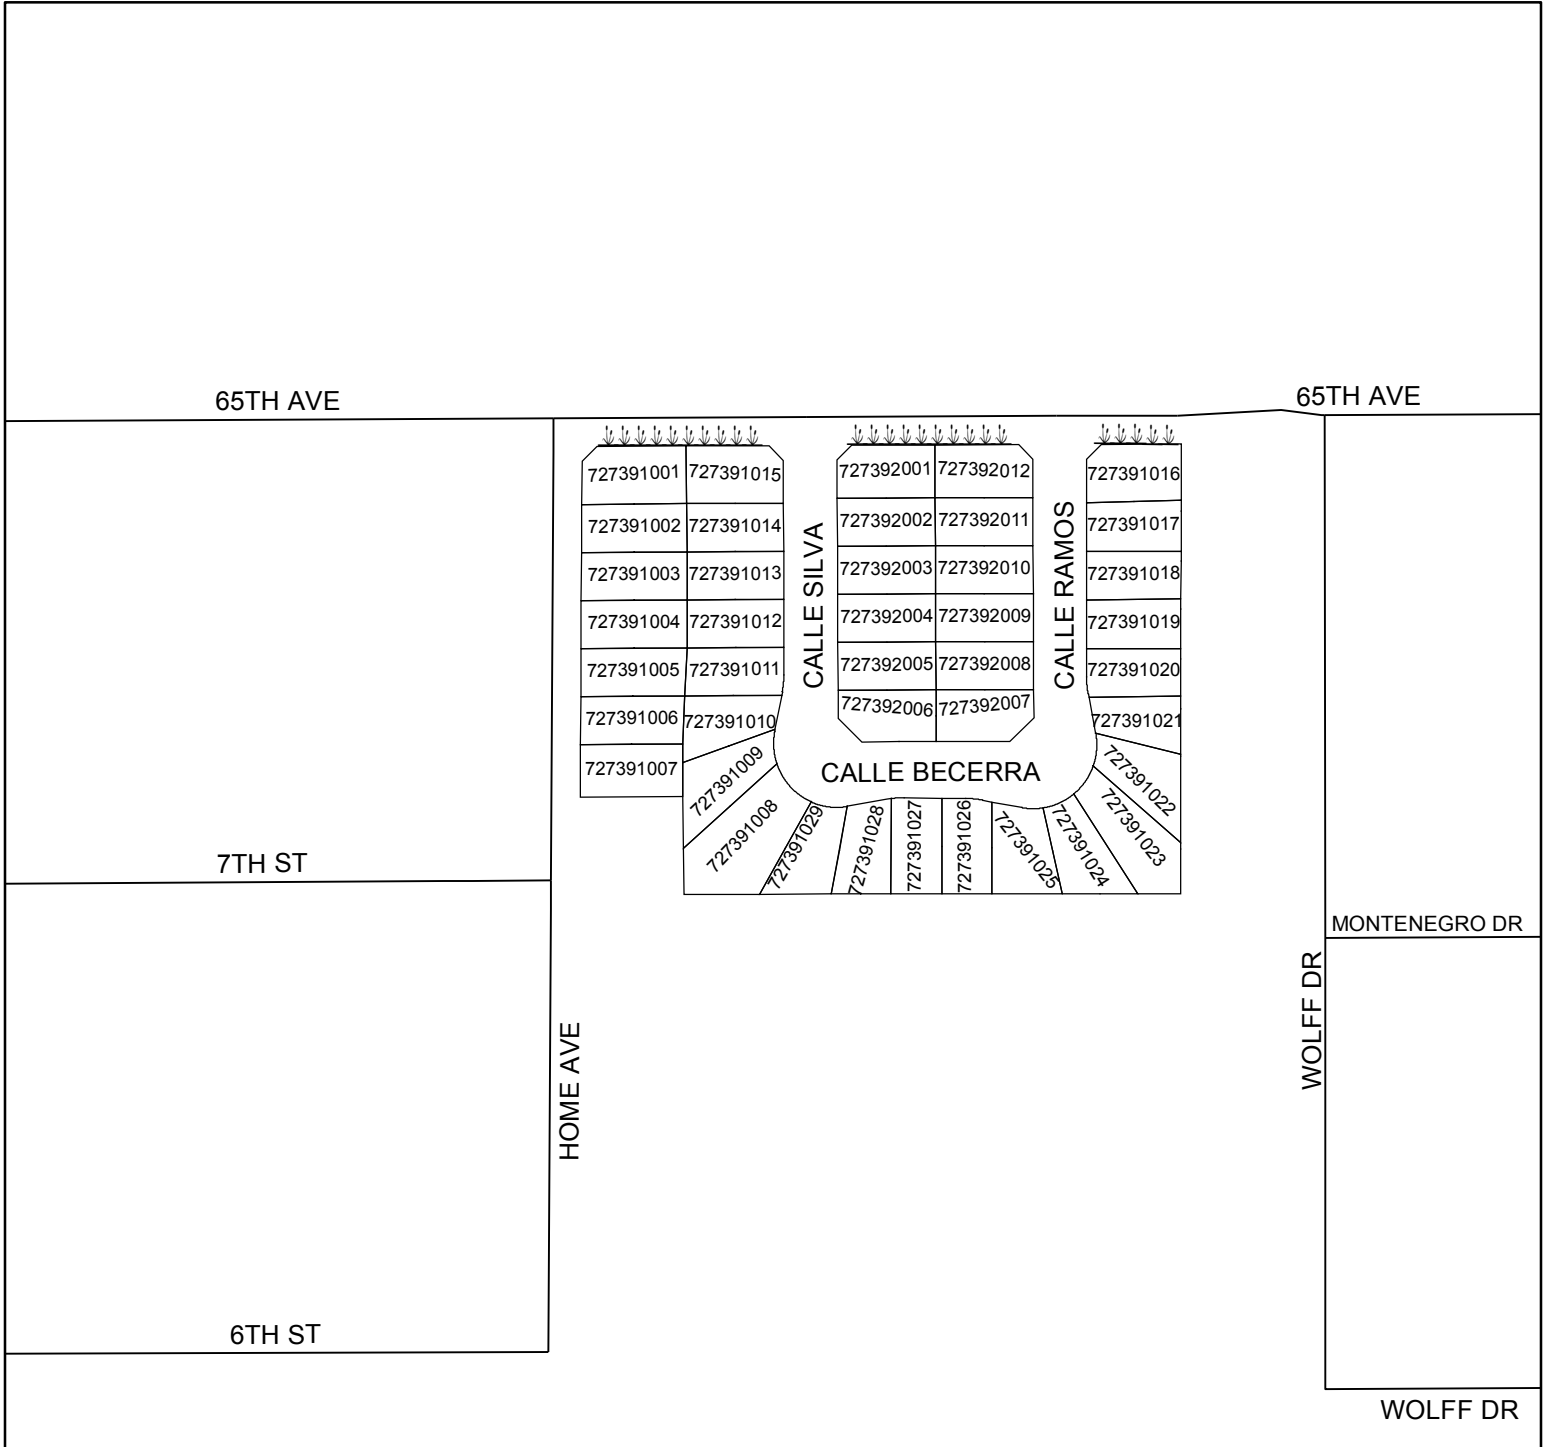 65TH AVE
65TH AVE
727391001 727391015
727392001 727392012
727391016
727391002 727391014
727392002 727392011
727391017
727391003 727391013
727392003 727392010
727391018
727391004 727391012
727392004 727392009
727391019
727391005 727391011
727392005 727392008
727391020
727391006 727391010
727392006 727392007
727391021
CALLE SILVA
CALLE RAMOS
727391007
727391009
CALLE BECERRA
727391022
727391008
727391029
727391028
727391027
727391026
727391025
727391024
727391023
7TH ST
MONTENEGRO DR
WOLFF DR
HOME AVE
6TH ST
WOLFF DR